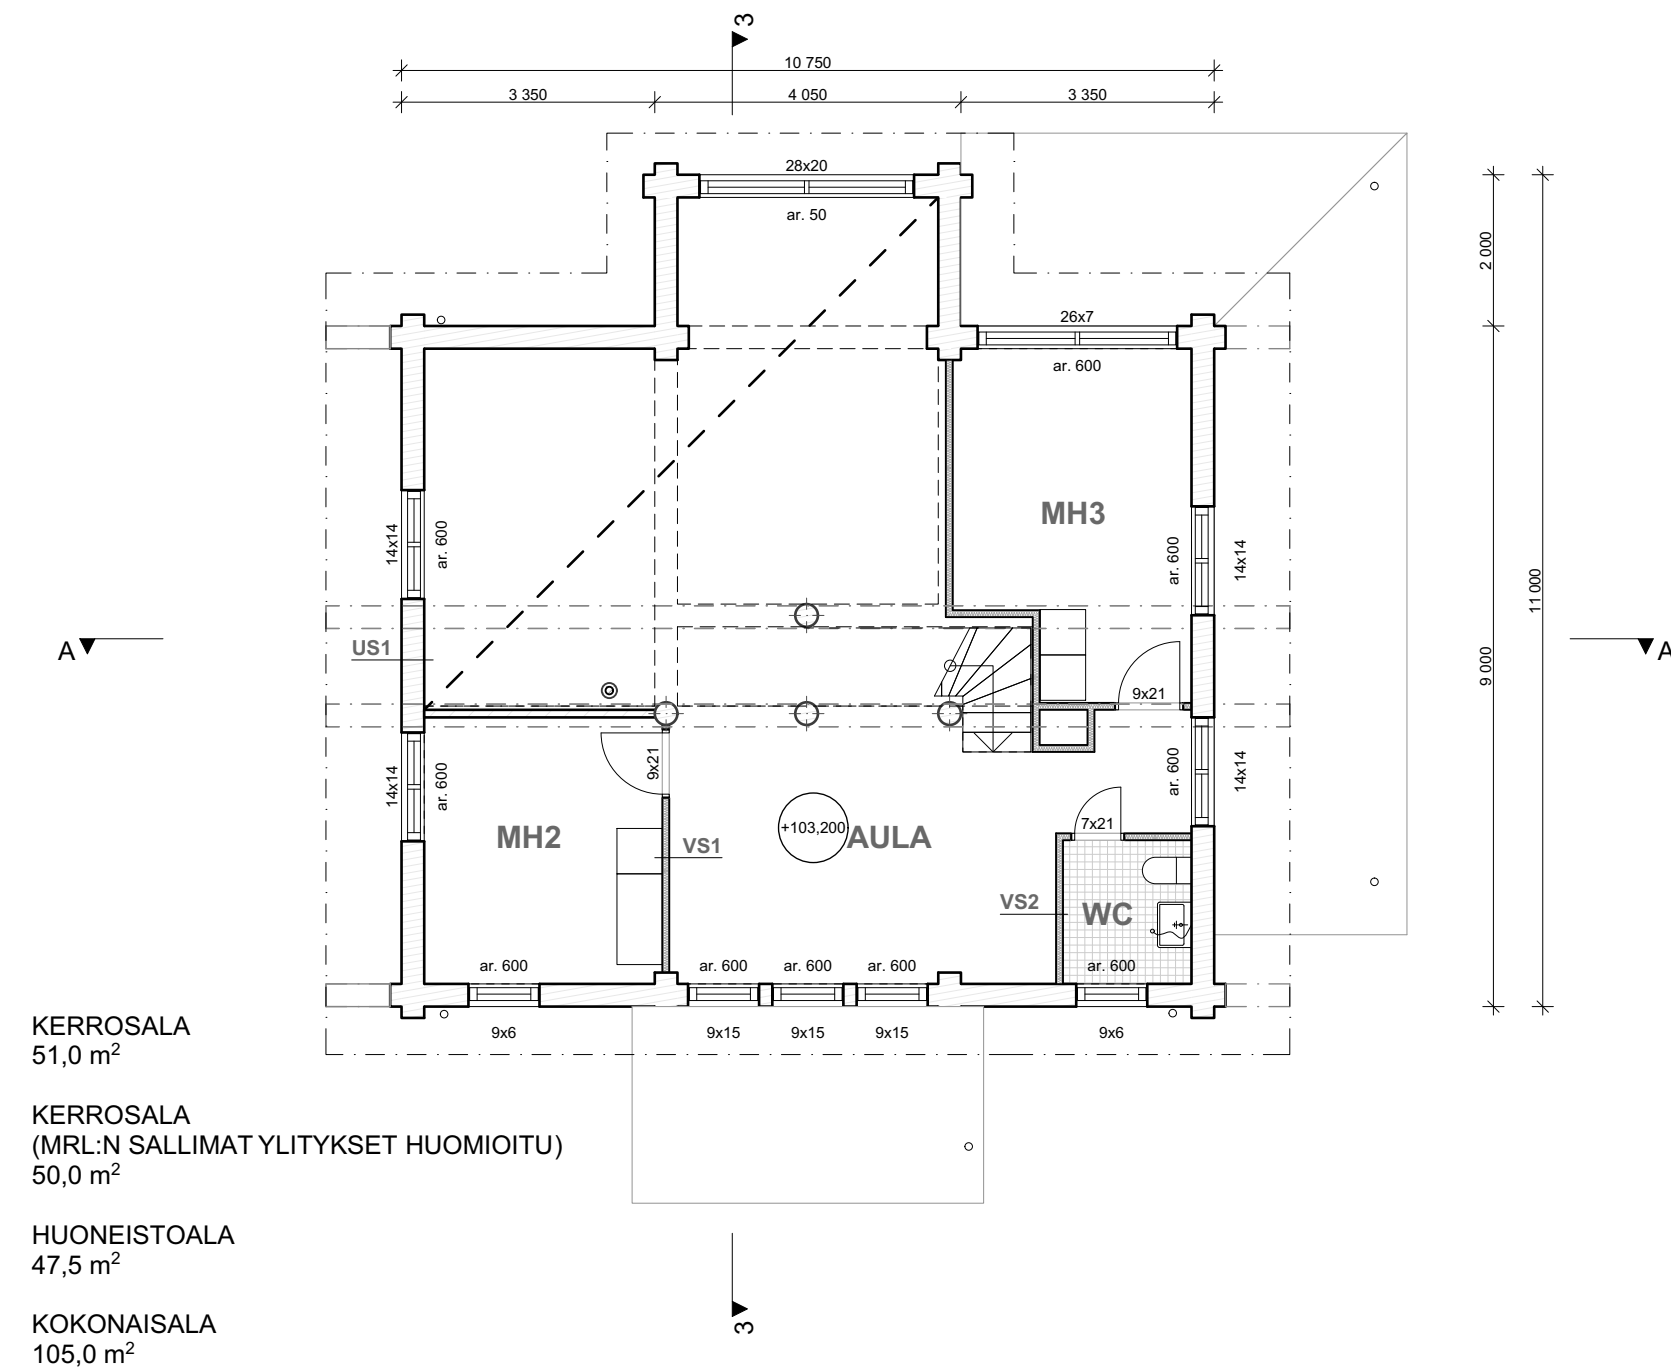 3
10 750
3 350
4 050
3 350
28x20
ar. 50
2 000
26x7
ar. 600
MH3
14x14
ar. 600
ar. 600
14x14
11 000
A
US1
9 000
A
9x21
9x21
14x14
ar. 600
ar. 600
14x14
MH2
VS1
+103,200
AULA
7x21
VS2
WC
ar. 600
ar. 600
ar. 600
ar. 600
ar. 600
9x6
9x15
9x15
9x15
9x6
KERROSALA
51,0 m²
KERROSALA
(MRL:N SALLIMAT YLITYKSET HUOMIOITU)
50,0 m²
HUONEISTOALA
47,5 m²
KOKONAISALA
105,0 m²
3